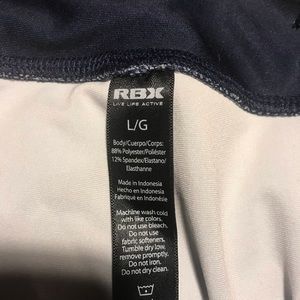 RBX
LIVE LIFE ACTIVE
L/G
Body/Cuerpo/Corps:
88% Polyester/Poliéster
12% Spandex/Elastano/
Elasthanne
Made in Indonesia
Hecho en Indonesia
Fabriqué en Indonésie
Machine wash cold
with like colors.
Do not use bleach.
Do not use
fabric softeners.
Tumble dry low,
remove promptly.
Do not iron.
Do not dry clean.